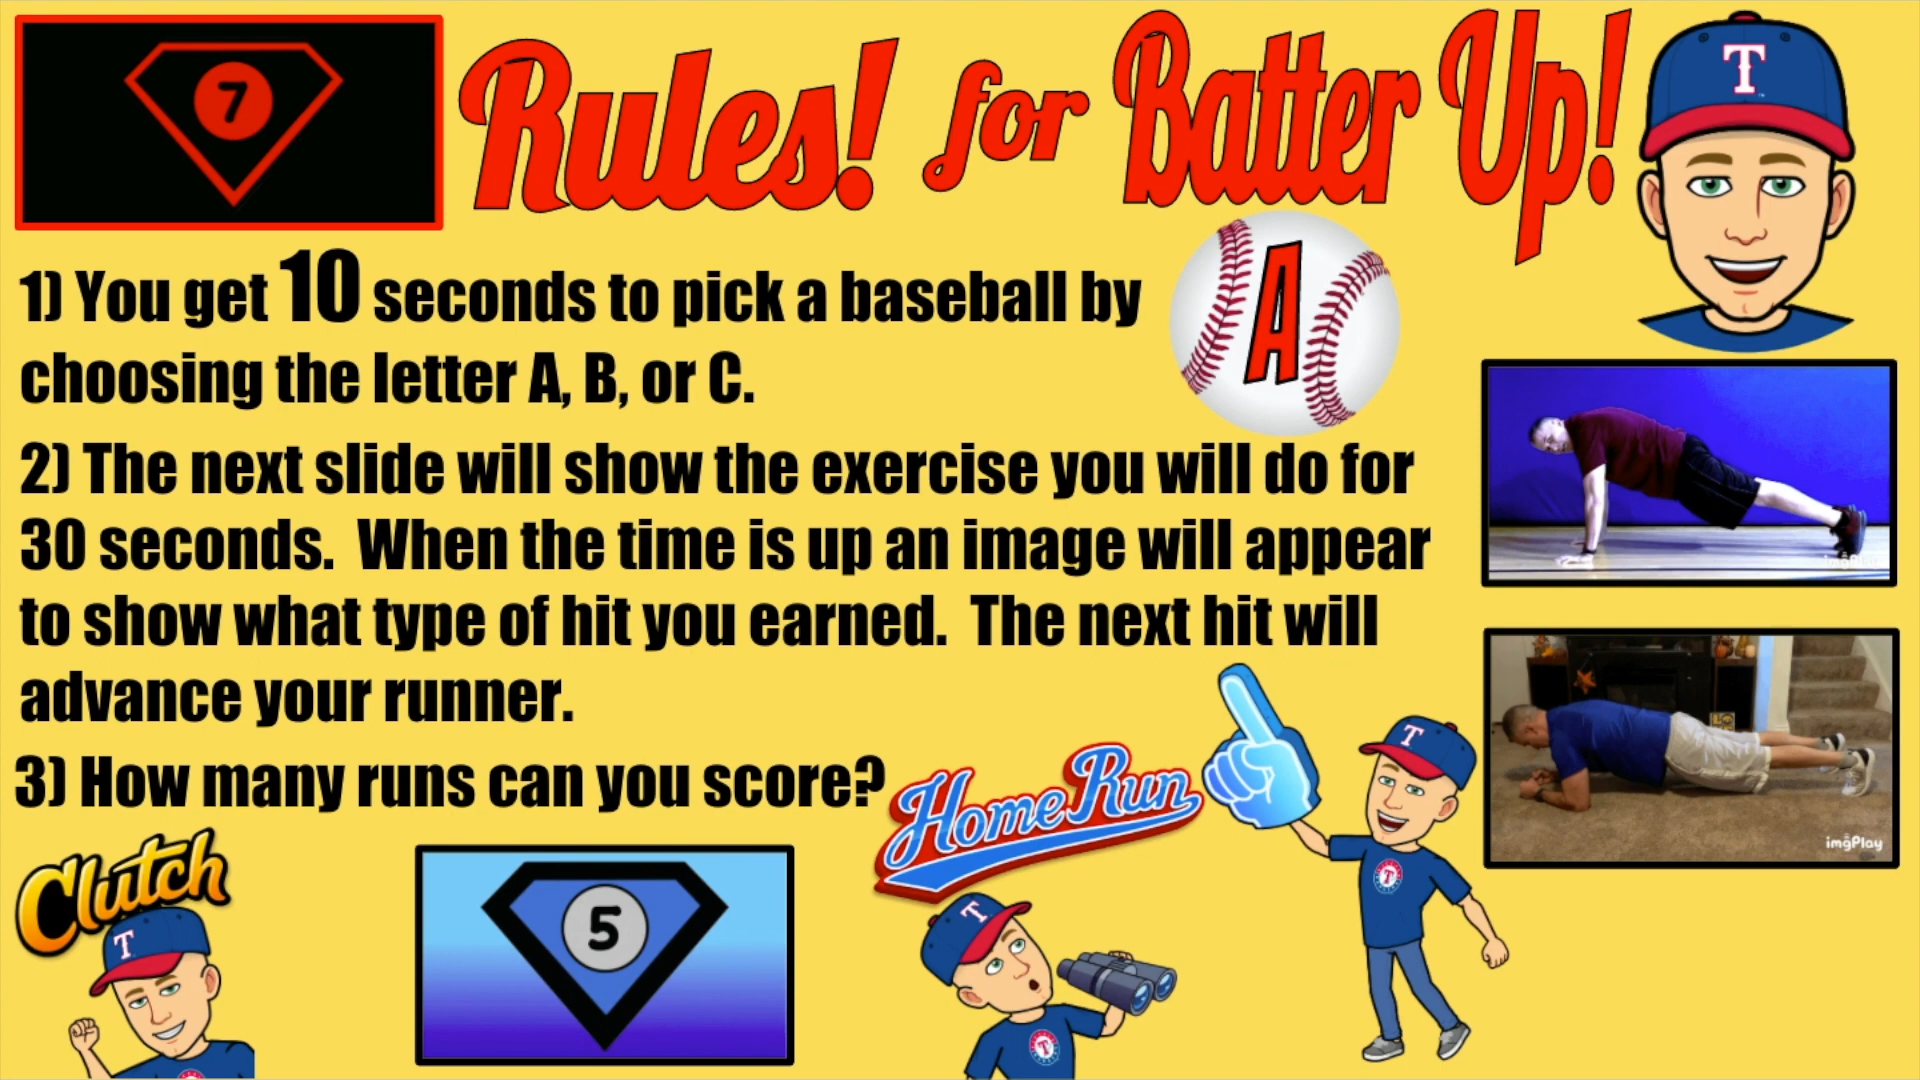 7
Rules! for Batter Up!
T
1) You get 10 seconds to pick a baseball by
A
choosing the letter A, B, or C.
2) The next slide will show the exercise you will do for
30 seconds. When the time is up an image will appear
to show what type of hit you earned. The next hit will
advance your runner.
3) How many runs can you score?
imgPlay
imgPlay
Home Run
T
T
Clutch
T
5
T
T